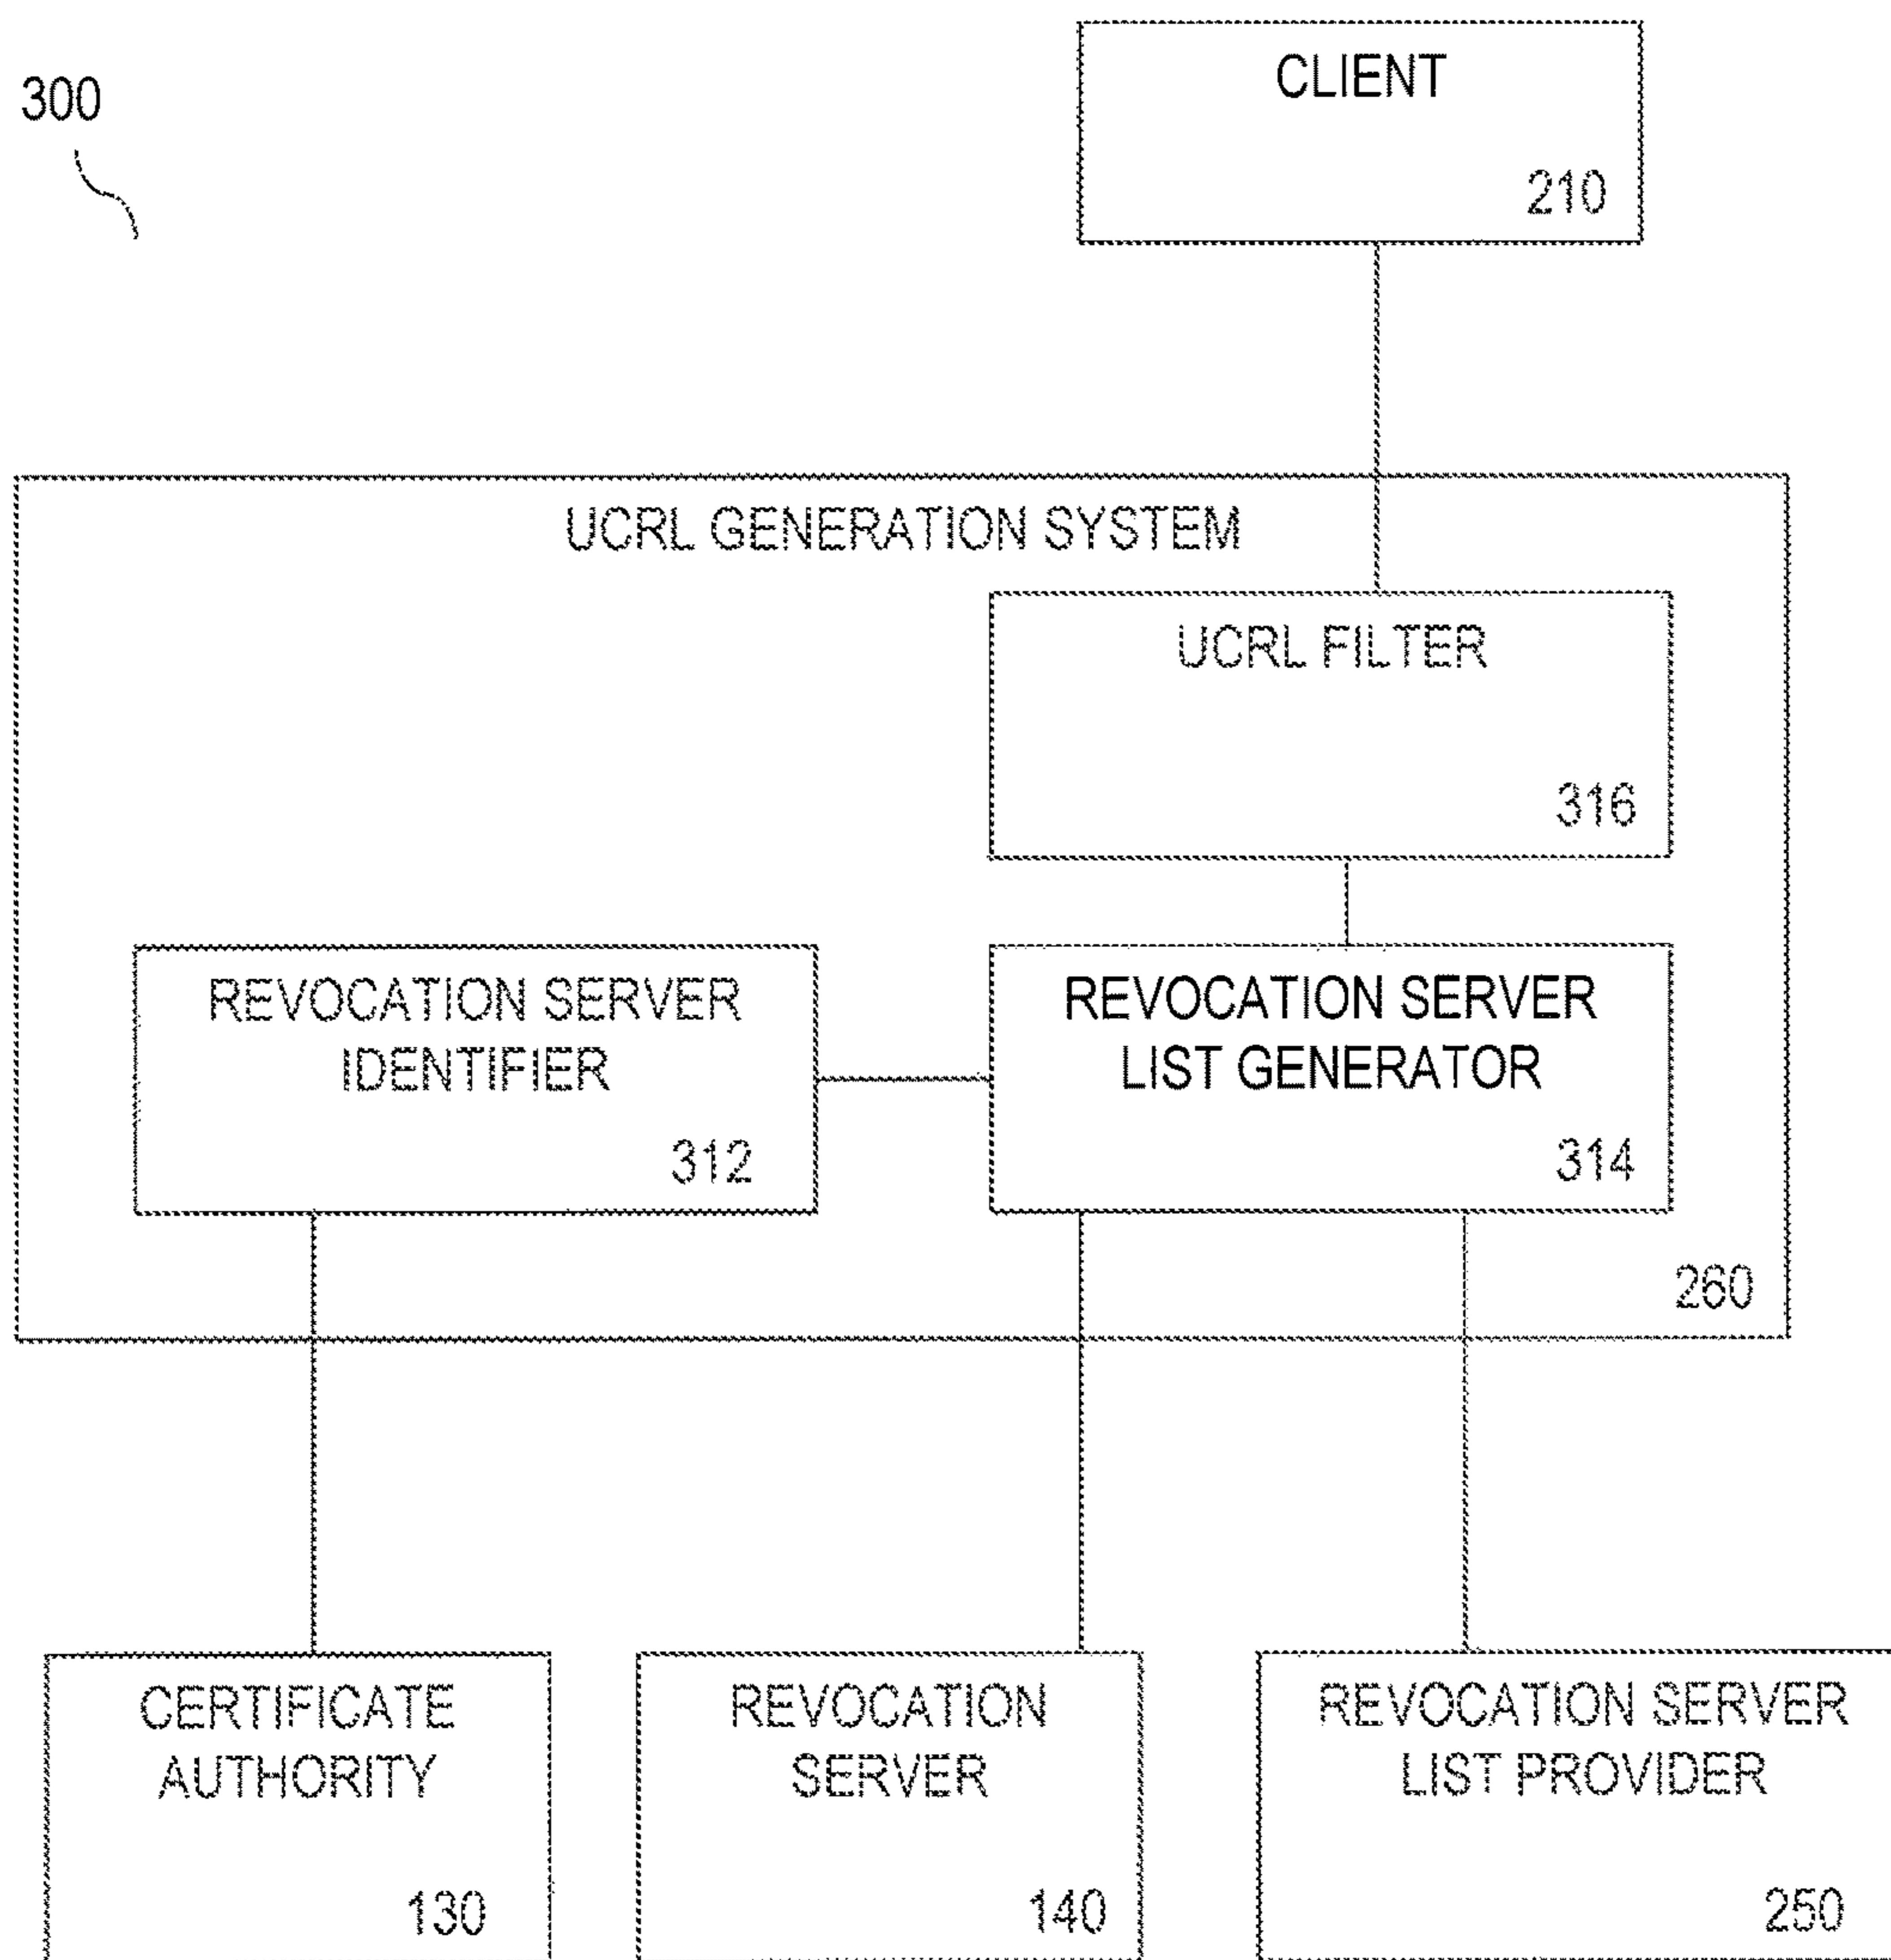 300
CLIENT
210
UCRL GENERATION SYSTEM
UCRL FILTER
316
REVOCATION SERVER
IDENTIFIER
312
REVOCATION SERVER
LIST GENERATOR
314
260
CERTIFICATE
AUTHORITY
130
REVOCATION
SERVER
140
REVOCATION SERVER
LIST PROVIDER
250